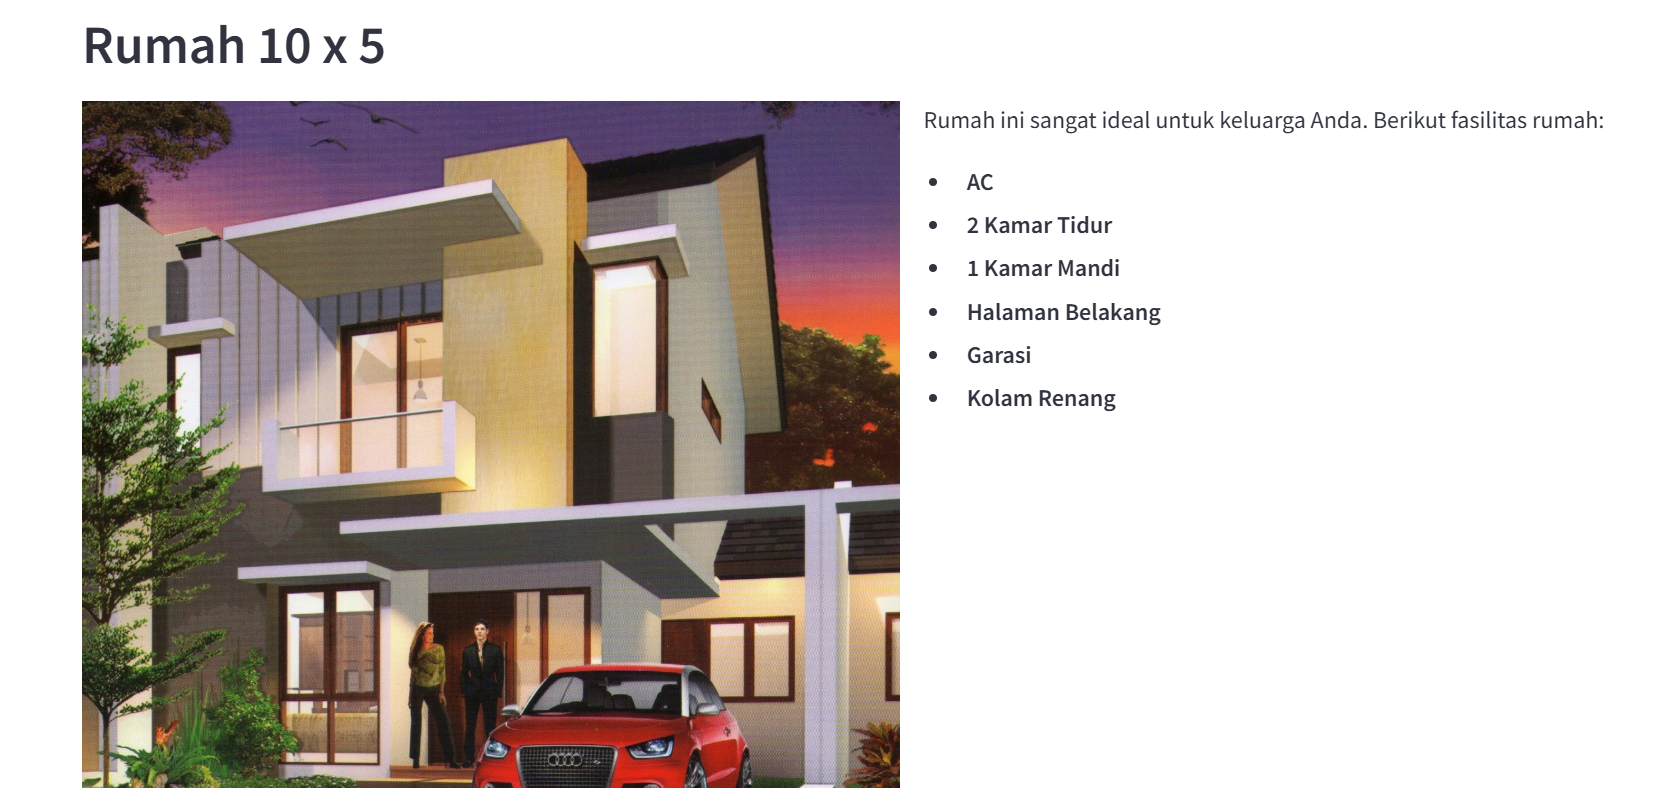 Rumah 10 x 5
Rumah ini sangat ideal untuk keluarga Anda. Berikut fasilitas rumah:
AC
2 Kamar Tidur
1 Kamar Mandi
Halaman Belakang
Garasi
Kolam Renang